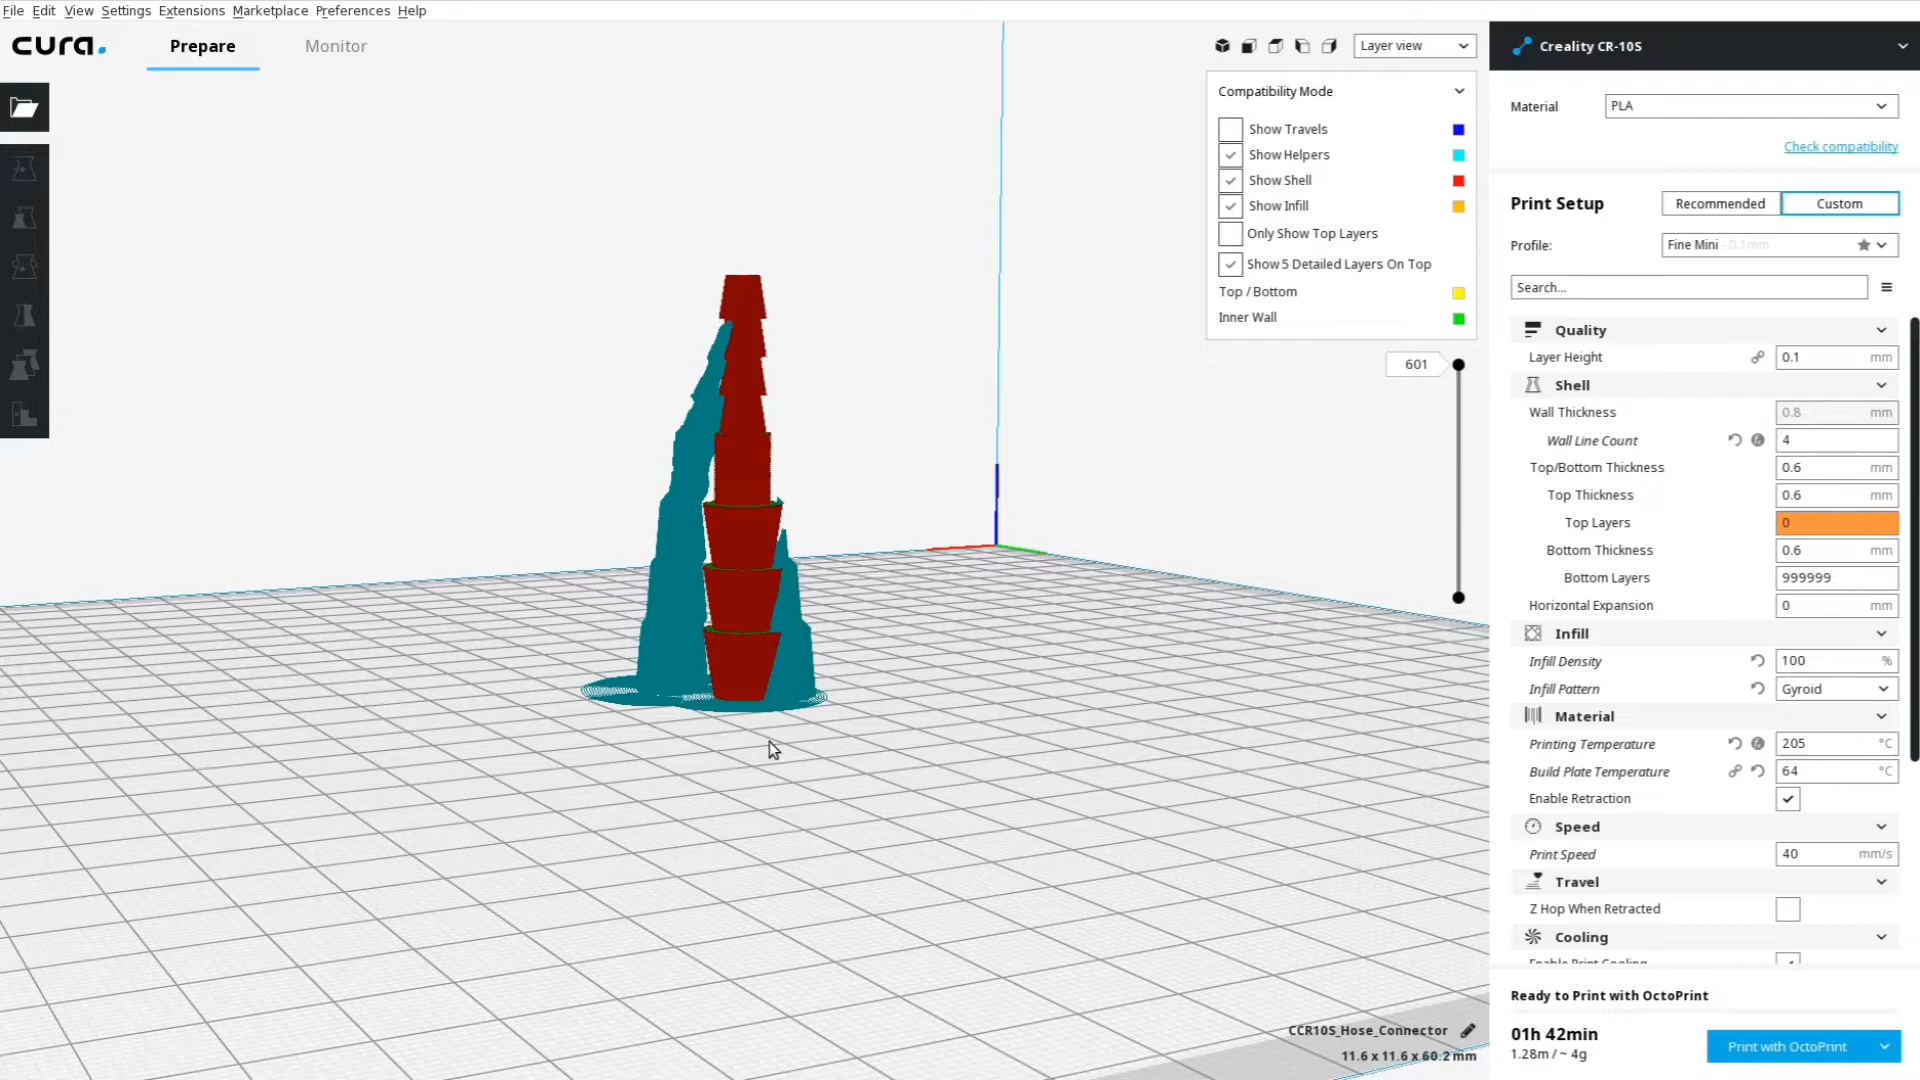 File Edit View Settings Extensions Marketplace Preferences Help
cura.
Prepare
Monitor
Layer view
Compatibility Mode
Show Travels
Show Helpers
Show Shell
Show Infill
Only Show Top Layers
Show 5 Detailed Layers On Top
Top / Bottom
Inner Wall
601
CCR10S_Hose_Connector
11.6 x 11.6 x 60.2 mm
Creality CR-10S
Material PLA
Check compatibility
Print Setup Recommended Custom
Profile: Fine Mini - 0.1mm
Search...
Quality
Layer Height 0.1 mm
Shell
Wall Thickness 0.8 mm
Wall Line Count 4
Top/Bottom Thickness 0.6 mm
Top Thickness 0.6 mm
Top Layers 0
Bottom Thickness 0.6 mm
Bottom Layers 999999
Horizontal Expansion 0 mm
Infill
Infill Density 100 %
Infill Pattern Gyroid
Material
Printing Temperature 205 °C
Build Plate Temperature 64 °C
Enable Retraction
Speed
Print Speed 40 mm/s
Travel
Z Hop When Retracted
Cooling
Enable Print Cooling
Ready to Print with OctoPrint
01h 42min
1.28m / ~ 4g
Print with OctoPrint